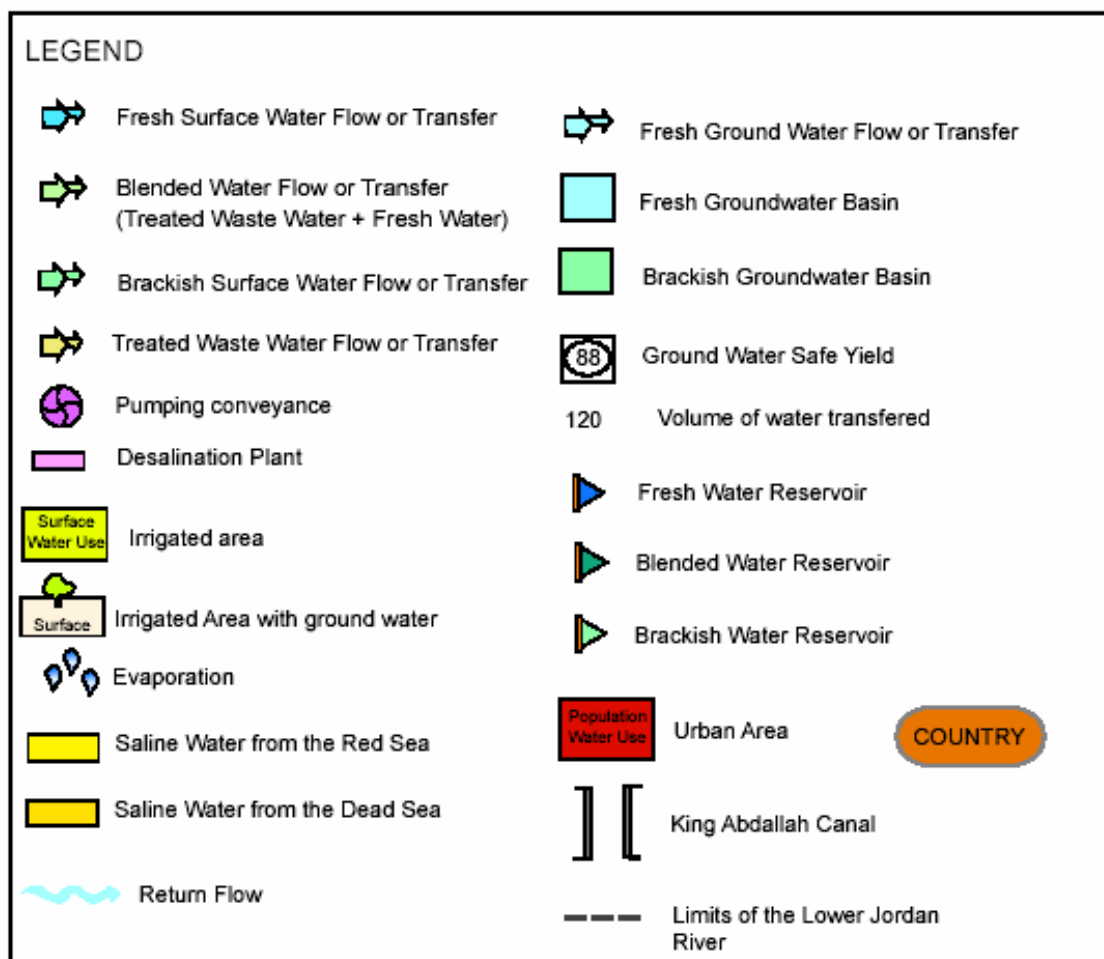 LEGEND
Fresh Surface Water Flow or Transfer
Blended Water Flow or Transfer
(Treated Waste Water + Fresh Water)
Brackish Surface Water Flow or Transfer
Treated Waste Water Flow or Transfer
Pumping conveyance
Desalination Plant
Surface
Water Use
Irrigated area
Surface
Irrigated Area with ground water
Evaporation
Saline Water from the Red Sea
Saline Water from the Dead Sea
Return Flow
Fresh Ground Water Flow or Transfer
Fresh Groundwater Basin
Brackish Groundwater Basin
88
Ground Water Safe Yield
120
Volume of water transfered
Fresh Water Reservoir
Blended Water Reservoir
Brackish Water Reservoir
Population
Water Use
Urban Area
COUNTRY
King Abdallah Canal
Limits of the Lower Jordan
River